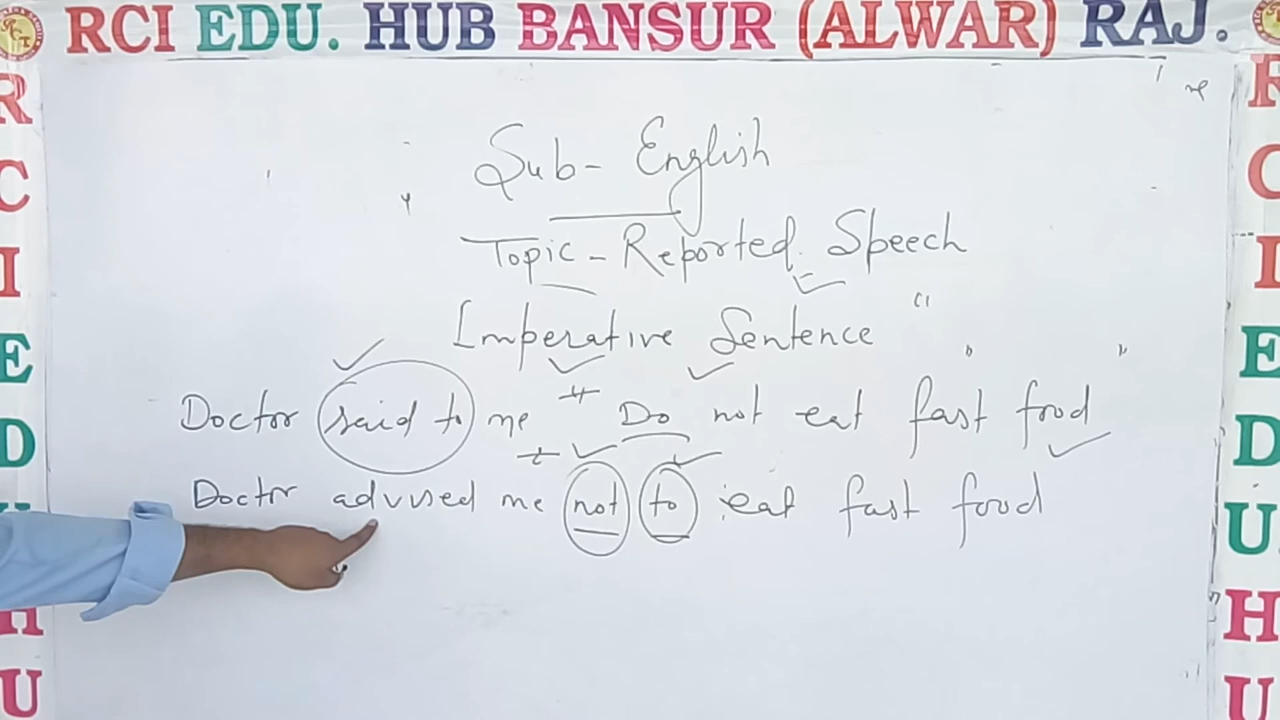 RCI EDU. HUB BANSUR (ALWAR) RAJ.
Sub- English
Topic - Reported Speech
Imperative Sentence
Doctor said to me " Do not eat fast food "
Doctor advised me not to eat fast food
R
C
I
E
D
U
H
U
R
C
I
E
D
U.
H
U